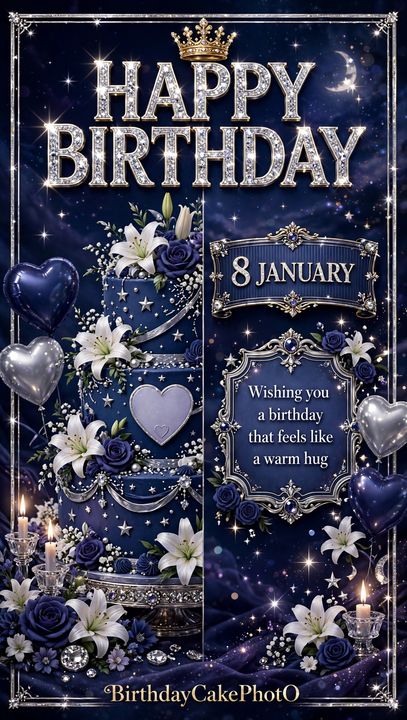 HAPPY
BIRTHDAY
8 JANUARY
Wishing you
a birthday
that feels like
a warm hug
BirthdayCakePhotO